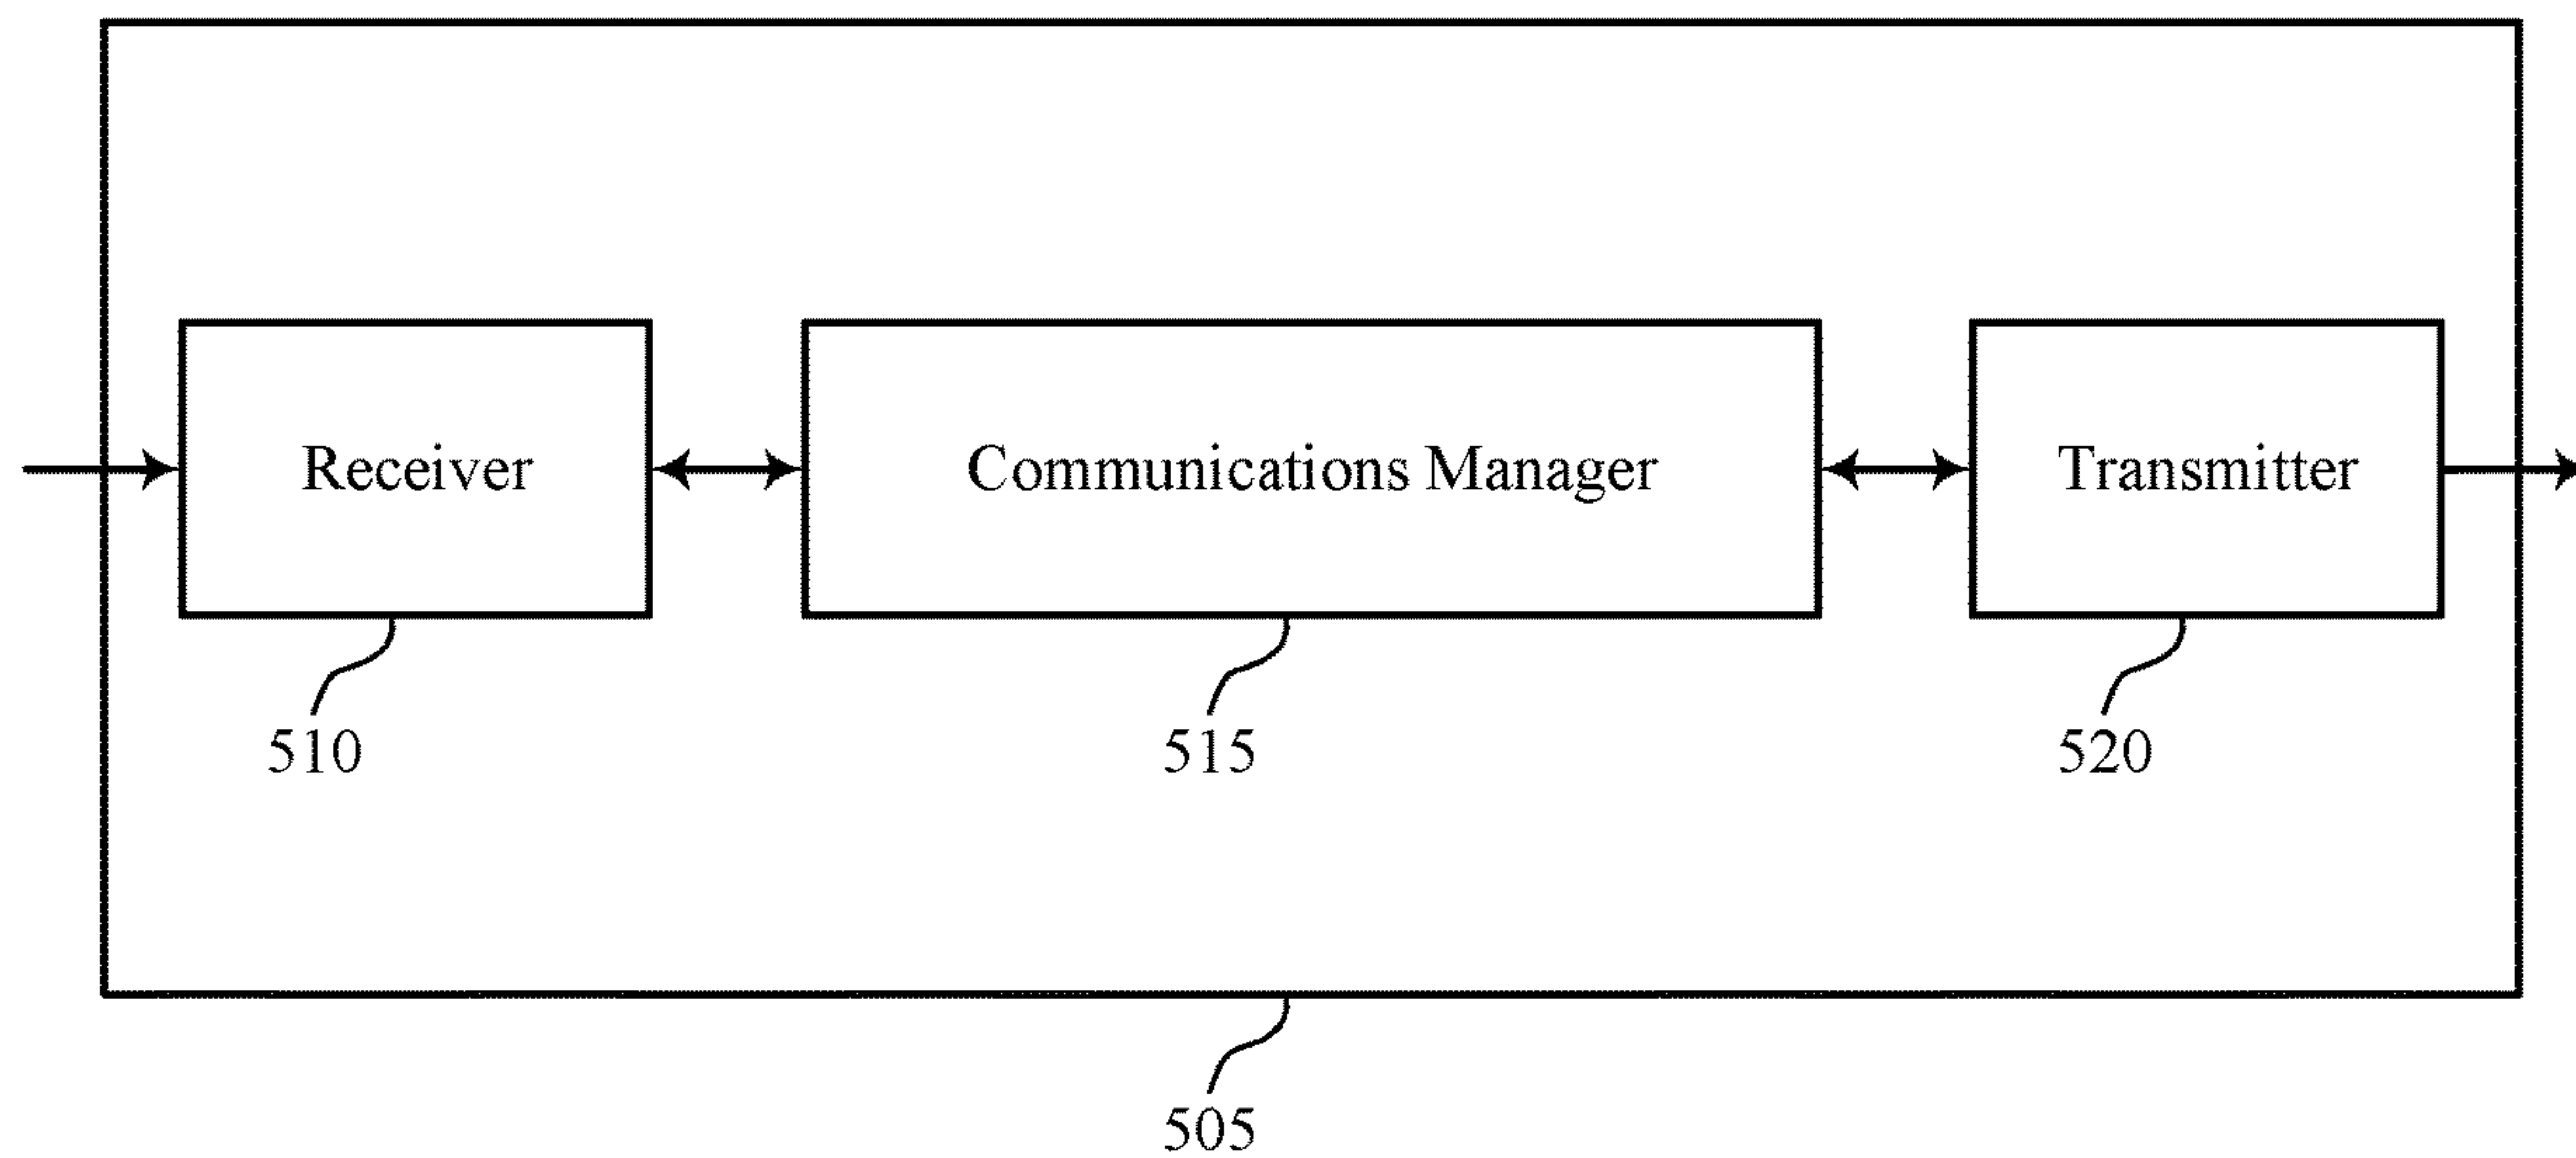 Receiver
Communications Manager
Transmitter
510
515
520
505